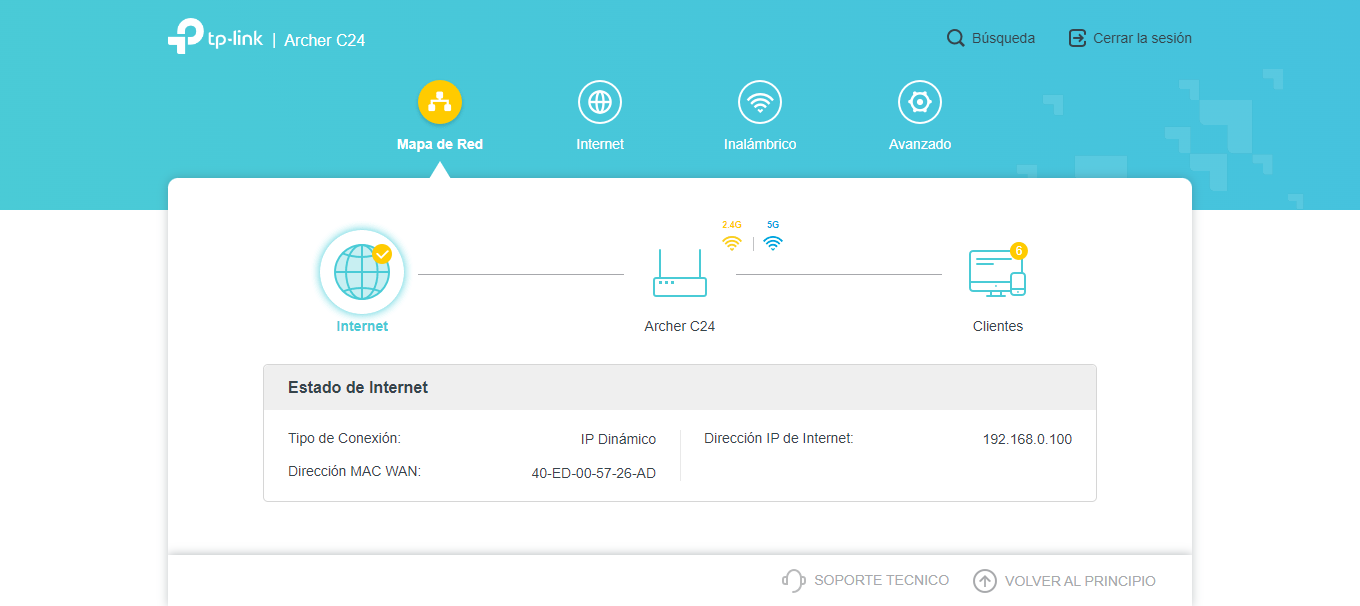 tp-link | Archer C24
Búsqueda
Cerrar la sesión
Mapa de Red
Internet
Inalámbrico
Avanzado
2.4G
5G
6
Internet
Archer C24
Clientes
Estado de Internet
Tipo de Conexión: IP Dinámico
Dirección IP de Internet: 192.168.0.100
Dirección MAC WAN: 40-ED-00-57-26-AD
SOPORTE TECNICO
VOLVER AL PRINCIPIO